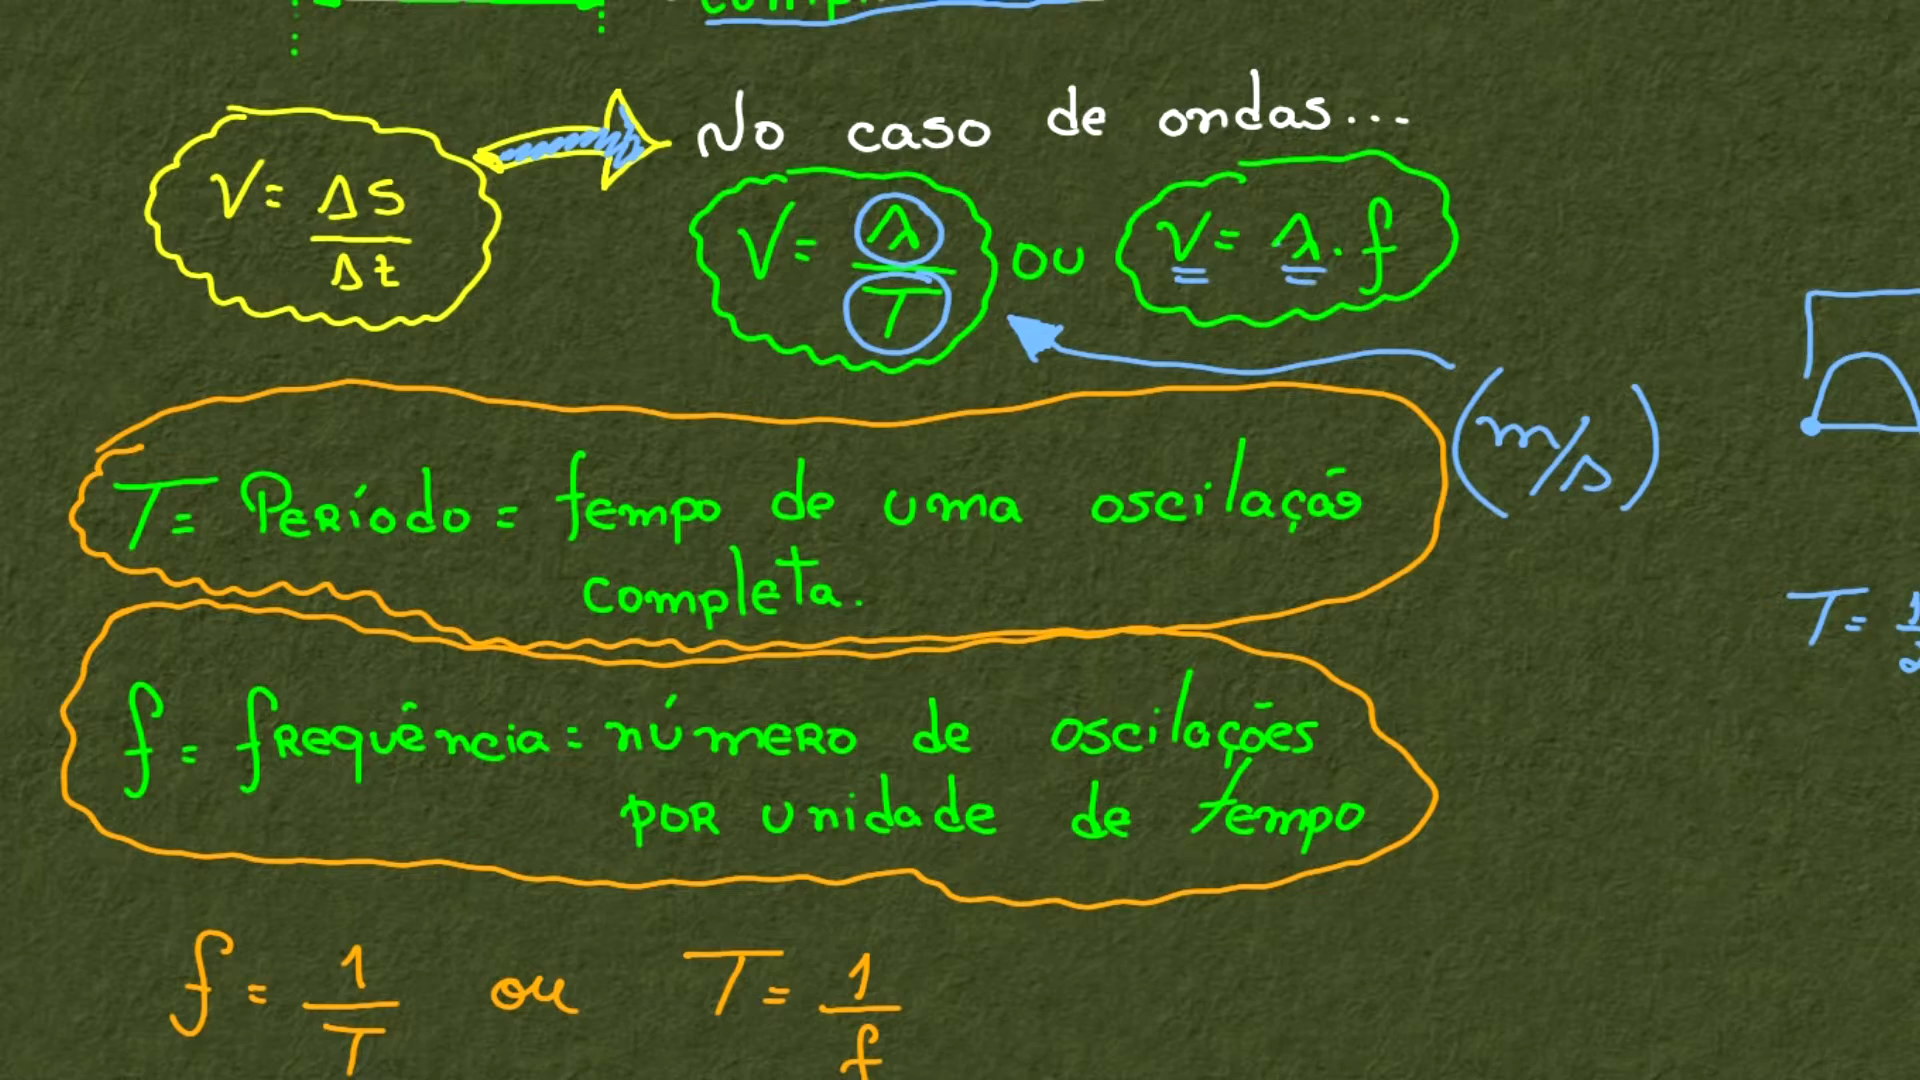 No caso de ondas...
V = ΔS / Δt
V = λ / T ou v = λ . f
(m/s)
T = Período = tempo de uma oscilação
completa.
T = 1
f = frequência = número de oscilações
por unidade de tempo
f = 1 / T ou T = 1 / f